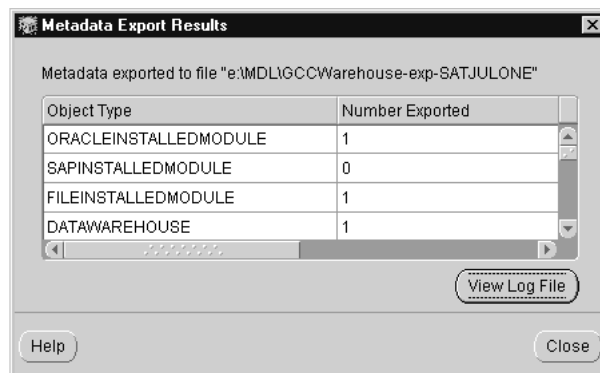 Metadata Export Results
Metadata exported to file "e:\MDL\GCCWarehouse-exp-SATJULONE"
Object Type Number Exported
ORACLEINSTALLEDMODULE 1
SAPINSTALLEDMODULE 0
FILEINSTALLEDMODULE 1
DATAWAREHOUSE 1
View Log File
Help Close